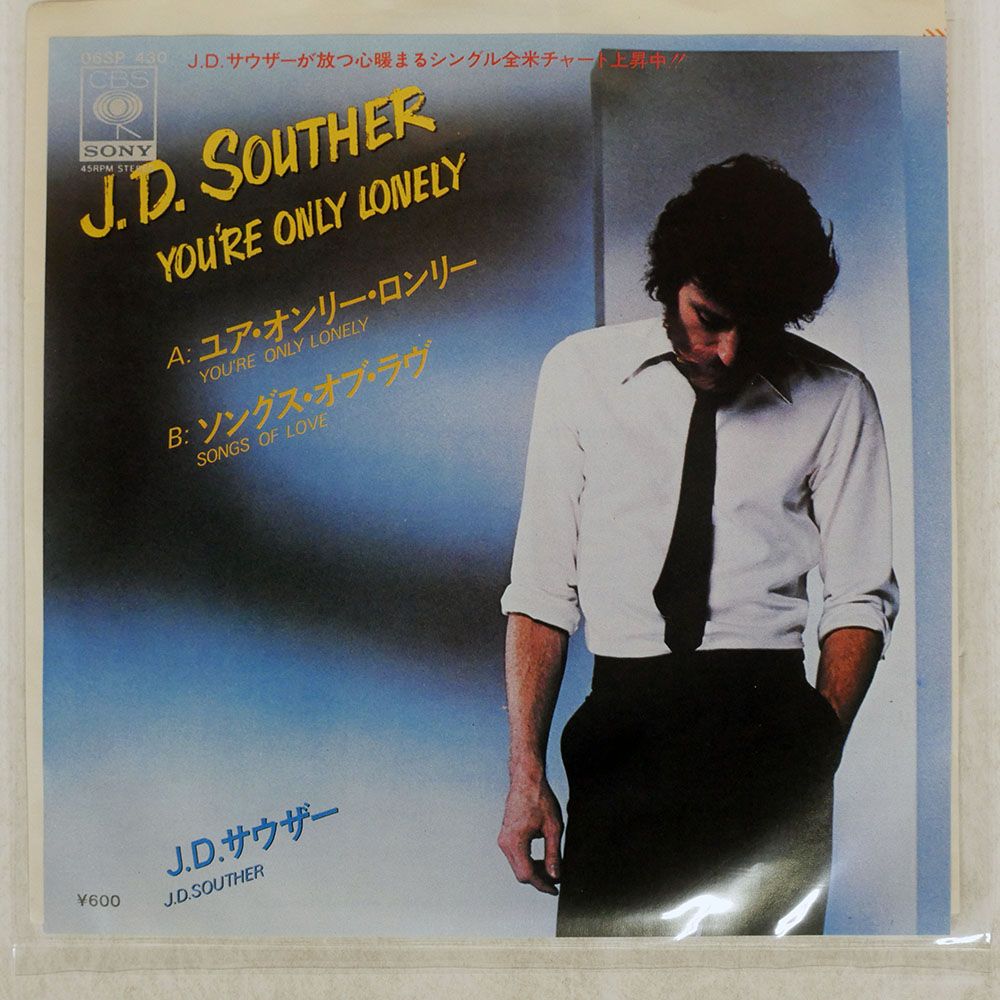 06SP 430
J.D.サウザーが放つ心暖まるシングル全米チャート上昇中!!
CBS
SONY
45RPM STEREO
J.D. SOUTHER
YOU'RE ONLY LONELY
A: ユア・オンリー・ロンリー
YOU'RE ONLY LONELY
B: ソングス・オブ・ラヴ
SONGS OF LOVE
J.D.サウザー
J.D.SOUTHER
¥600